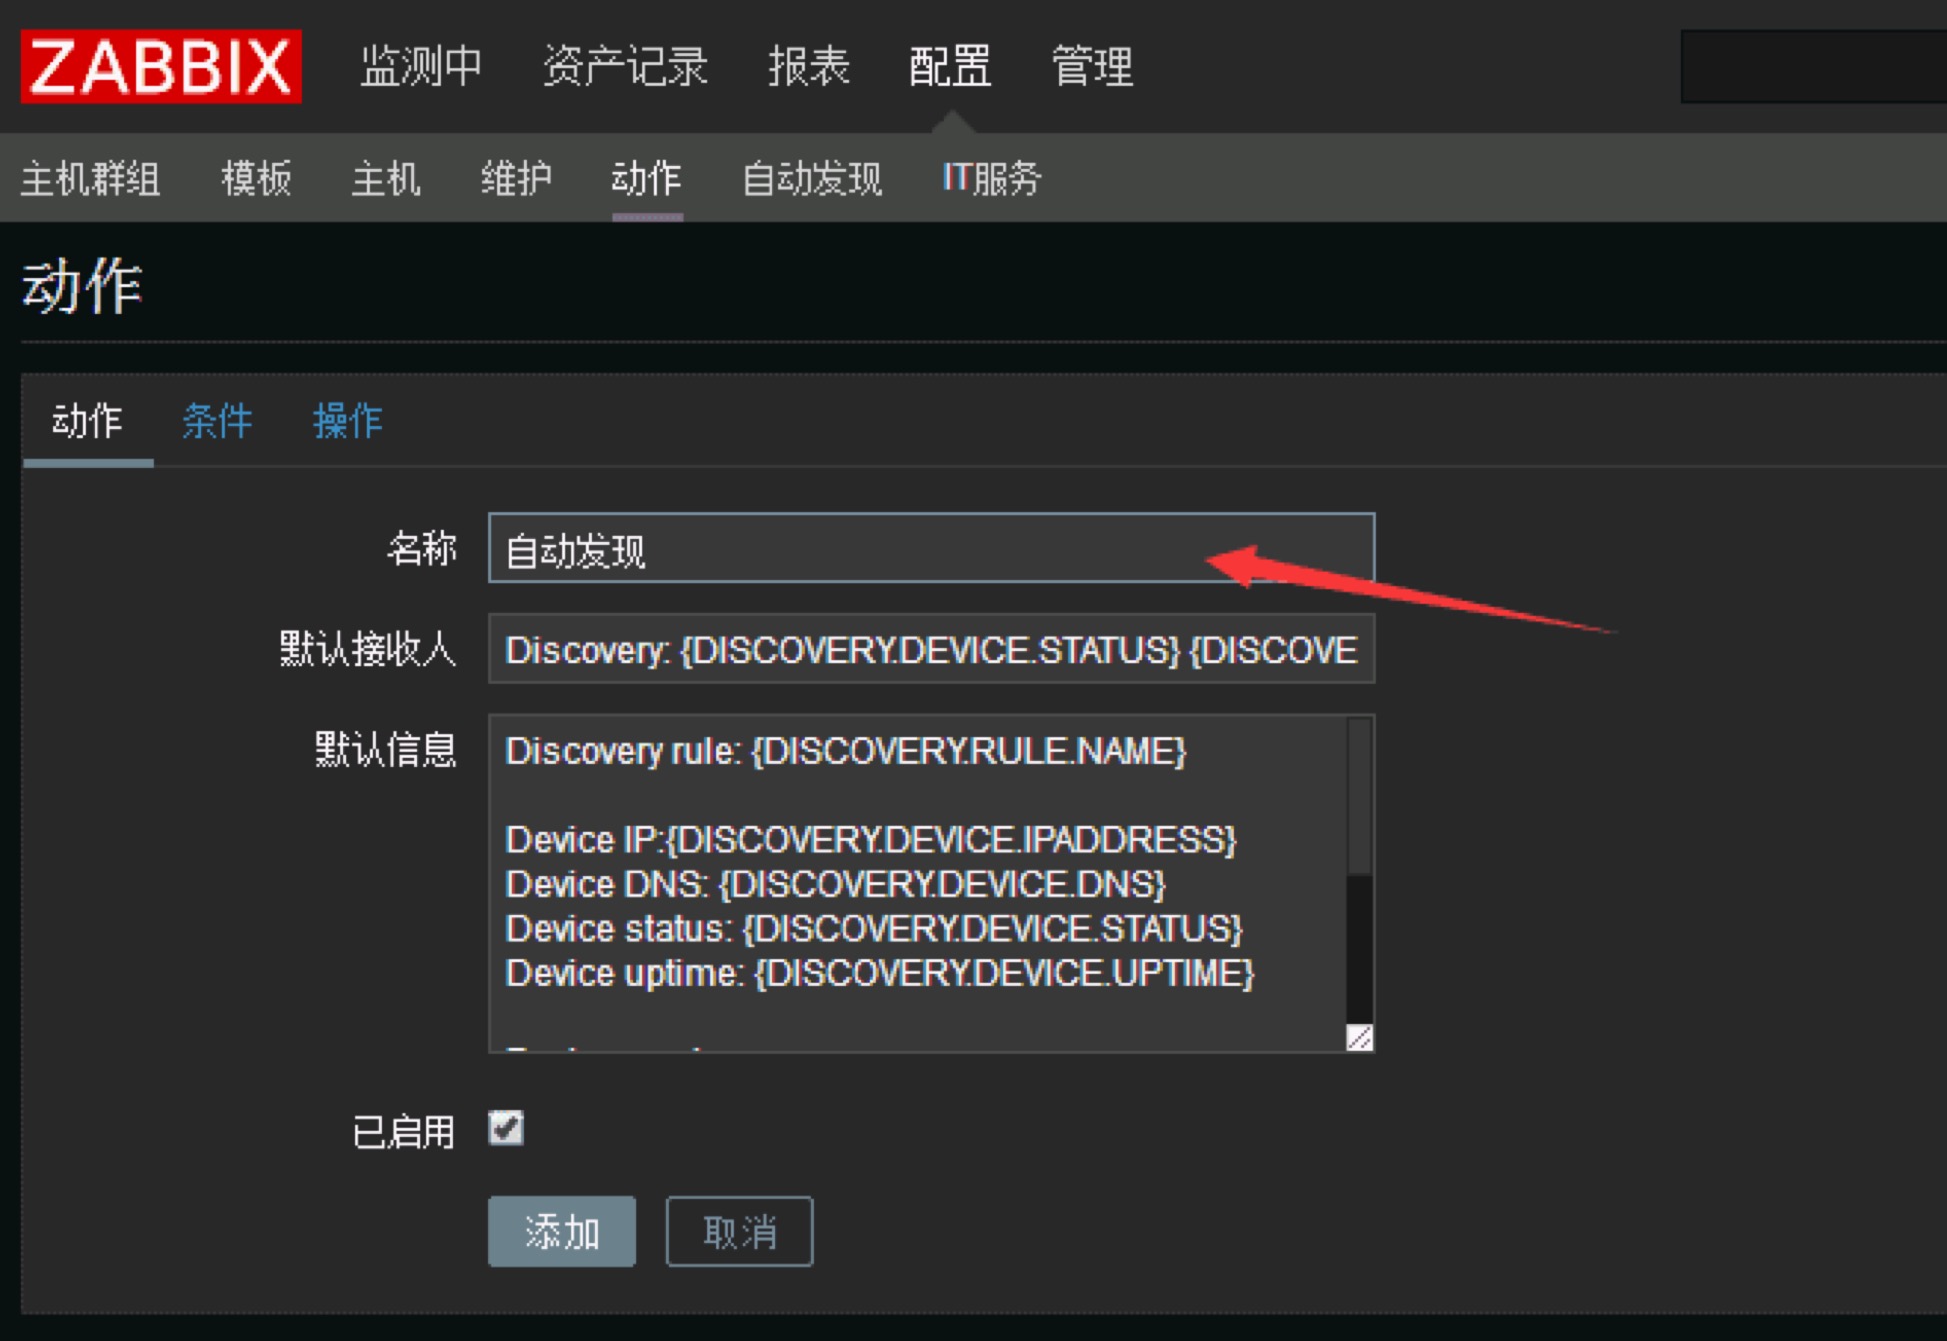 ZABBIX 监测中 资产记录 报表 配置 管理
主机群组 模板 主机 维护 动作 自动发现 IT服务
动作
动作 条件 操作
名称 自动发现
默认接收人 Discovery: {DISCOVERY.DEVICE.STATUS} {DISCOVE
默认信息 Discovery rule: {DISCOVERY.RULE.NAME}
Device IP:{DISCOVERY.DEVICE.IPADDRESS}
Device DNS: {DISCOVERY.DEVICE.DNS}
Device status: {DISCOVERY.DEVICE.STATUS}
Device uptime: {DISCOVERY.DEVICE.UPTIME}
已启用
添加 取消